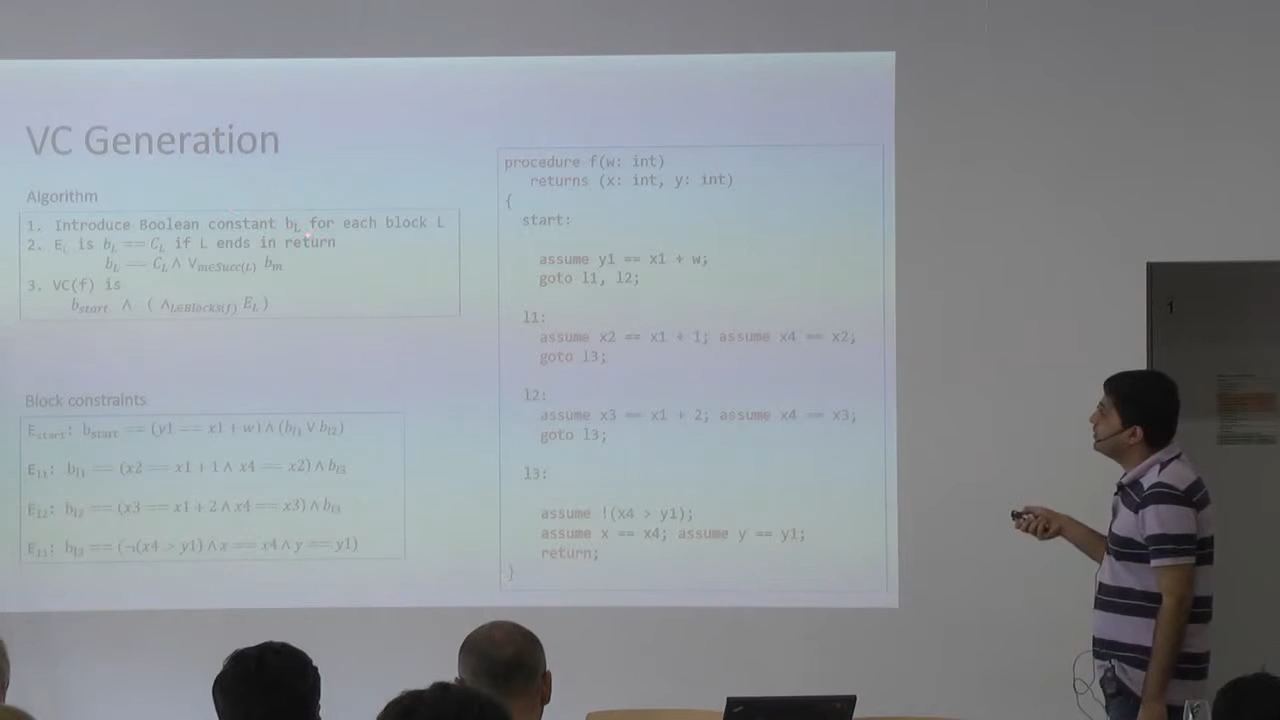 VC Generation
Algorithm
1. Introduce Boolean constant b_L for each block L
2. E_L is b_L == C_L if L ends in return
b_L == C_L ∧ ∨_{m∈Succ(L)} b_m
3. VC(f) is
b_start ∧ ( ∧_{L∈Blocks(f)} E_L )
Block constraints
E_start: b_start == (y1 == x1 + w) ∧ (b_l1 ∨ b_l2)
E_l1: b_l1 == (x2 == x1 + 1 ∧ x4 == x2) ∧ b_l3
E_l2: b_l2 == (x3 == x1 + 2 ∧ x4 == x3) ∧ b_l3
E_l3: b_l3 == (¬(x4 > y1) ∧ x == x4 ∧ y == y1)
procedure f(w: int)
returns (x: int, y: int)
{
start:
assume y1 == x1 + w;
goto l1, l2;
l1:
assume x2 == x1 + 1; assume x4 == x2;
goto l3;
l2:
assume x3 == x1 + 2; assume x4 == x3;
goto l3;
l3:
assume !(x4 > y1);
assume x == x4; assume y == y1;
return;
}
1